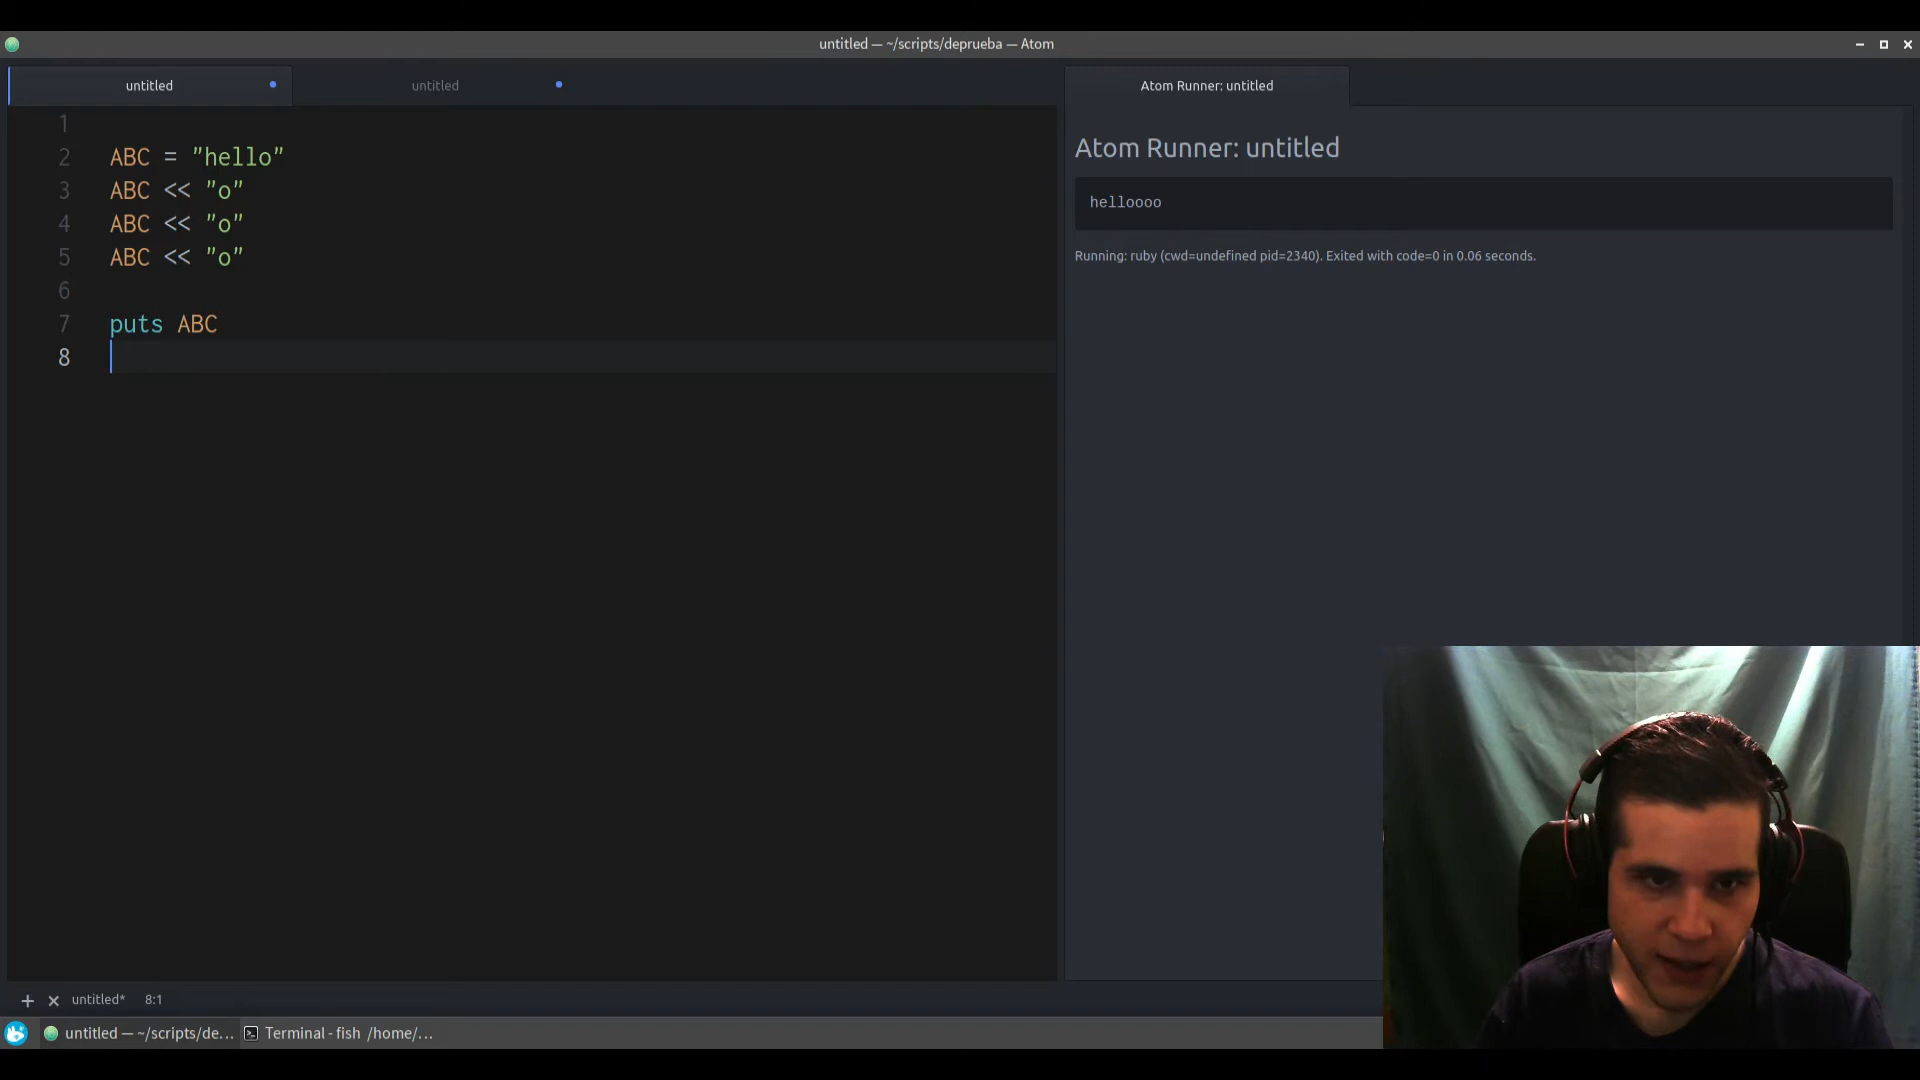 untitled — ~/scripts/deprueba — Atom
untitled
untitled
Atom Runner: untitled
1
2 ABC = "hello"
3 ABC << "o"
4 ABC << "o"
5 ABC << "o"
6
7 puts ABC
8
Atom Runner: untitled
helloooo
Running: ruby (cwd=undefined pid=2340). Exited with code=0 in 0.06 seconds.
untitled* 8:1
untitled — ~/scripts/de...
Terminal - fish /home/...